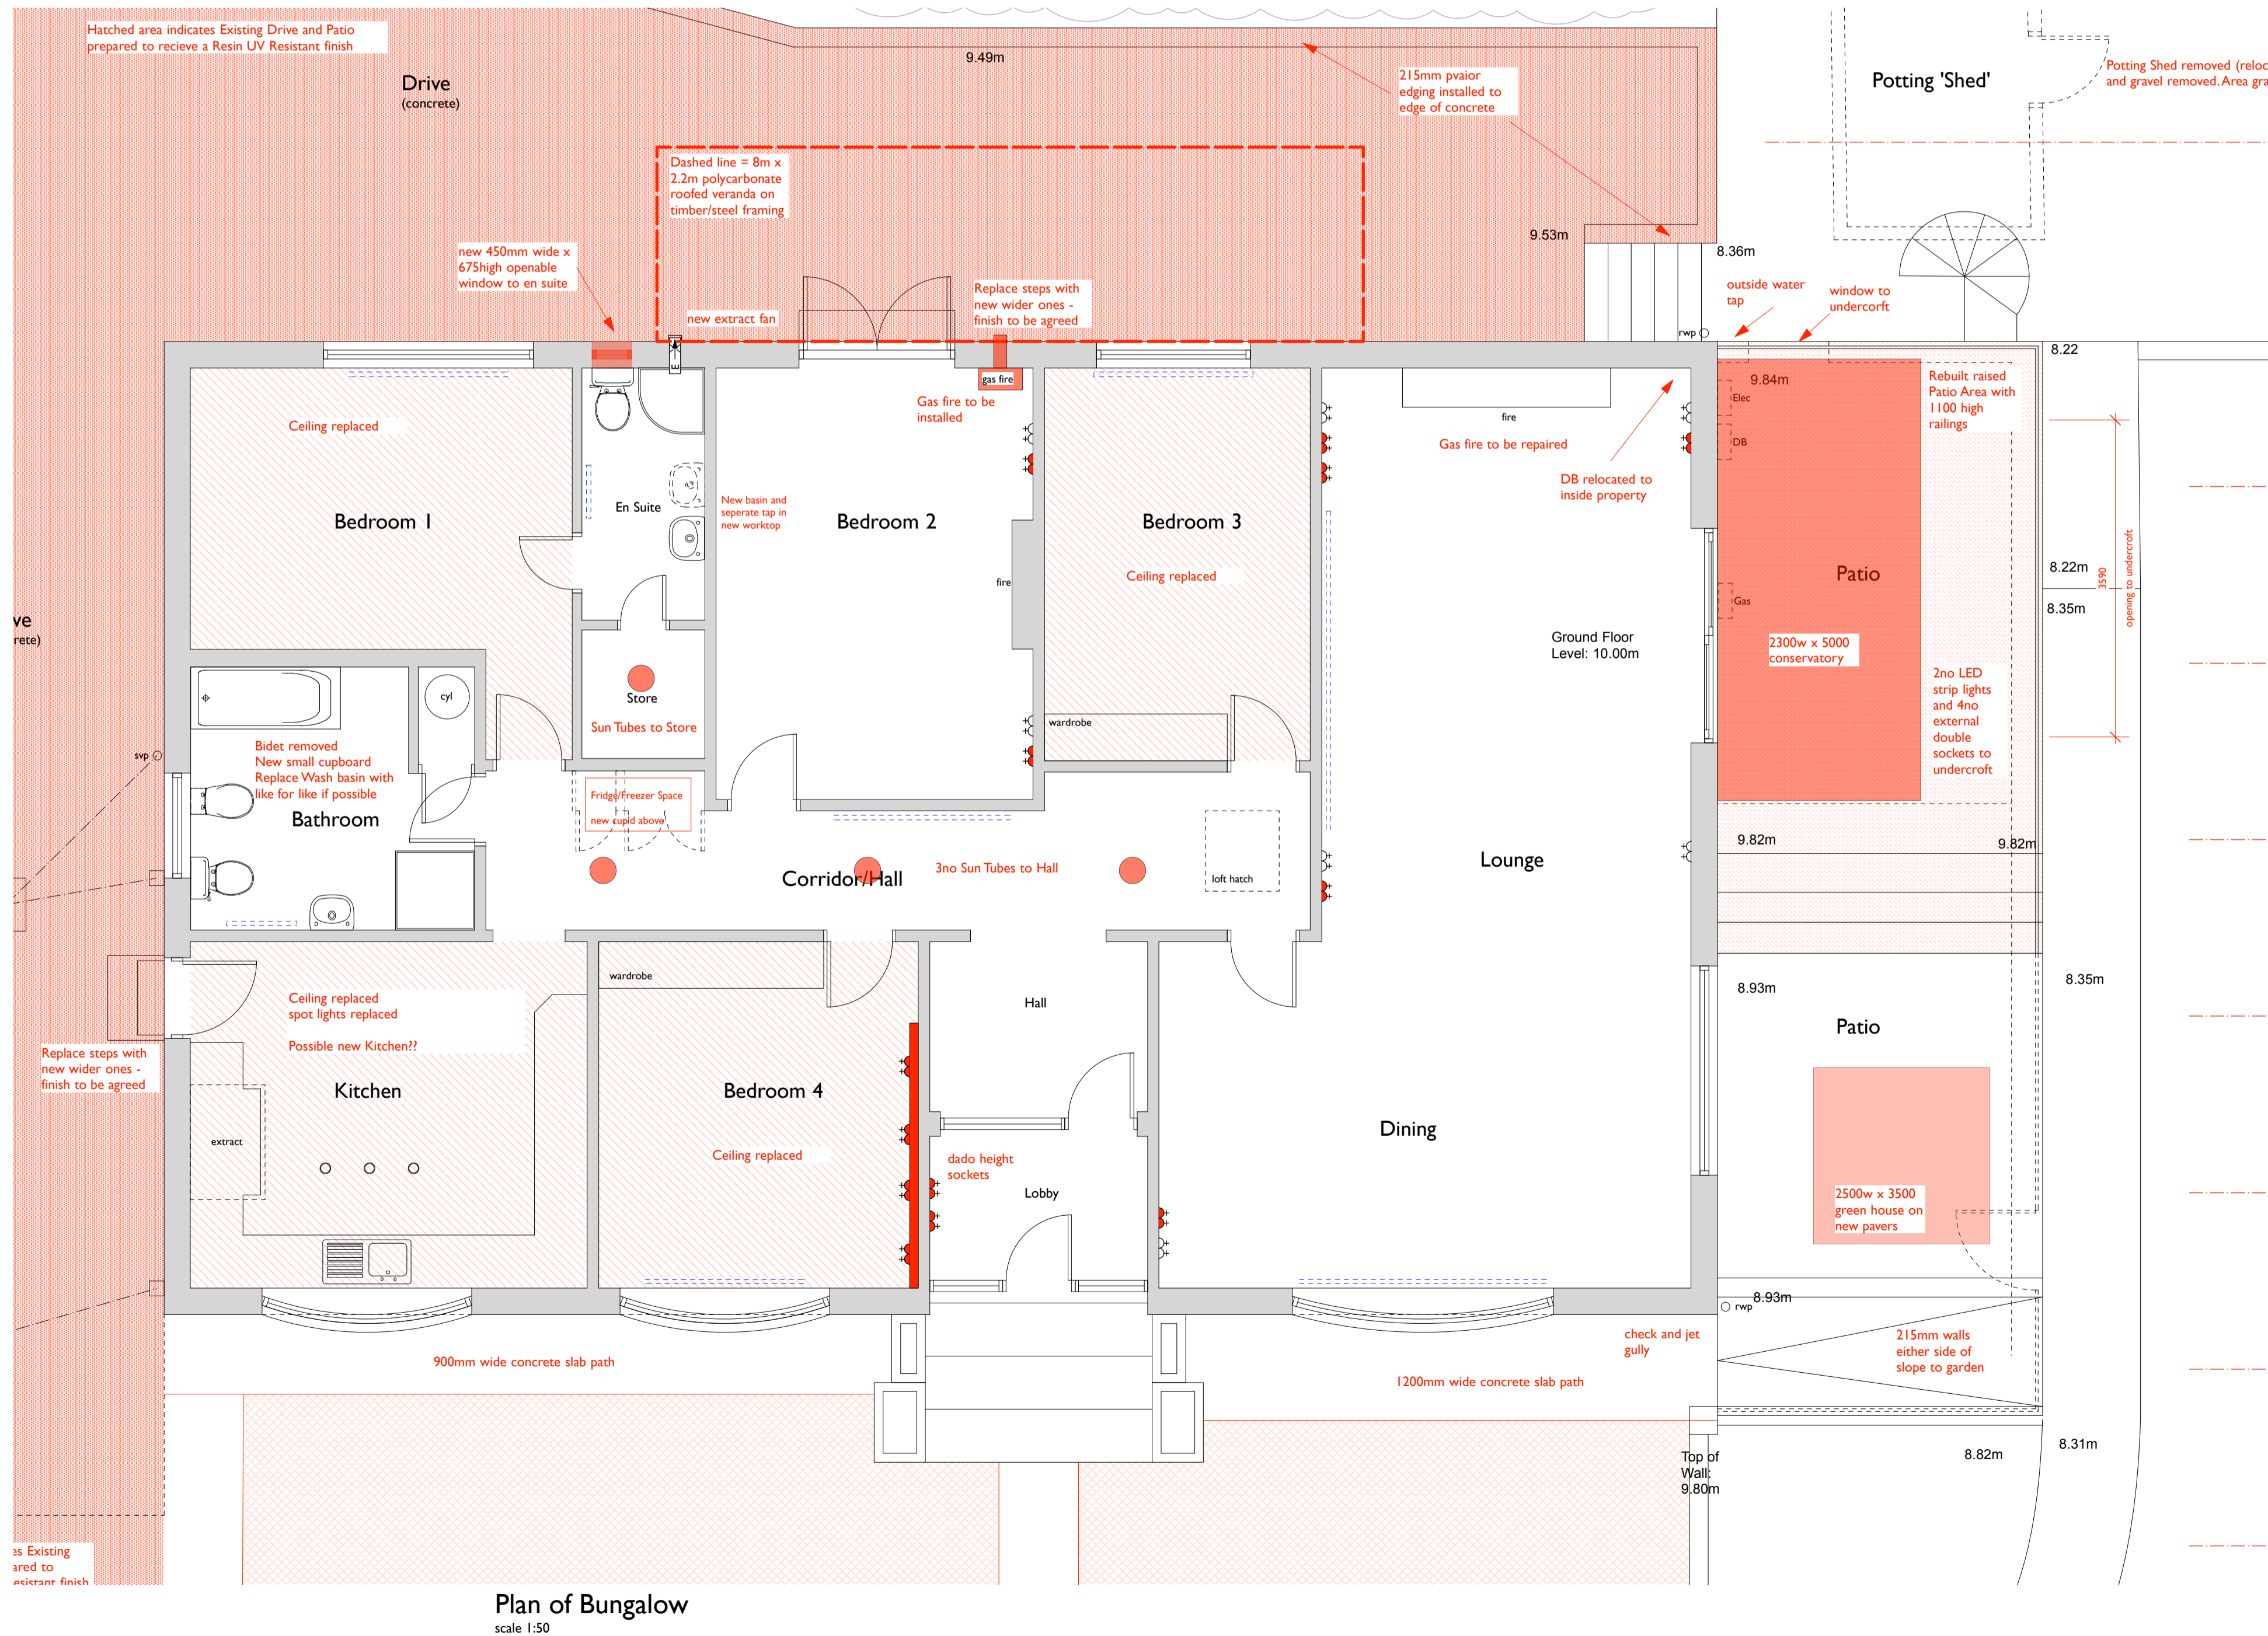 Hatched area indicates Existing Drive and Patio
prepared to recieve a Resin UV Resistant finish
Drive
(concrete)
9.49m
215mm pvaior
edging installed to
edge of concrete
Potting 'Shed'
Potting Shed removed (reloc
and gravel removed. Area gra
Dashed line = 8m x
2.2m polycarbonate
roofed veranda on
timber/steel framing
new 450mm wide x
675high openable
window to en suite
new extract fan
Replace steps with
new wider ones -
finish to be agreed
9.53m
8.36m
outside water
tap
window to
undercorft
rwp
8.22
E
gas fire
Gas fire to be
installed
Ceiling replaced
fire
Gas fire to be repaired
DB relocated to
inside property
9.84m
Elec
DB
Rebuilt raised
Patio Area with
1100 high
railings
Bedroom 1
En Suite
New basin and
seperate tap in
new worktop
Bedroom 2
Bedroom 3
Ceiling replaced
fire
Patio
Gas
8.22m
8.35m
3590
opening to undercroft
ve
rete)
Ground Floor
Level: 10.00m
2300w x 5000
conservatory
2no LED
strip lights
and 4no
external
double
sockets to
undercroft
cyl
Store
Sun Tubes to Store
wardrobe
svp
Bidet removed
New small cupboard
Replace Wash basin with
like for like if possible
Bathroom
Fridge/Freezer Space
new cup'd above
Corridor/Hall
3no Sun Tubes to Hall
loft hatch
Lounge
9.82m
9.82m
wardrobe
Ceiling replaced
spot lights replaced
Possible new Kitchen??
Hall
8.93m
8.35m
Patio
Replace steps with
new wider ones -
finish to be agreed
Kitchen
Bedroom 4
extract
Ceiling replaced
dado height
sockets
Lobby
Dining
2500w x 3500
green house on
new pavers
8.93m
rwp
900mm wide concrete slab path
check and jet
gully
1200mm wide concrete slab path
215mm walls
either side of
slope to garden
Top of
Wall:
9.80m
8.82m
8.31m
es Existing
ared to
esistant finish
Plan of Bungalow
scale 1:50